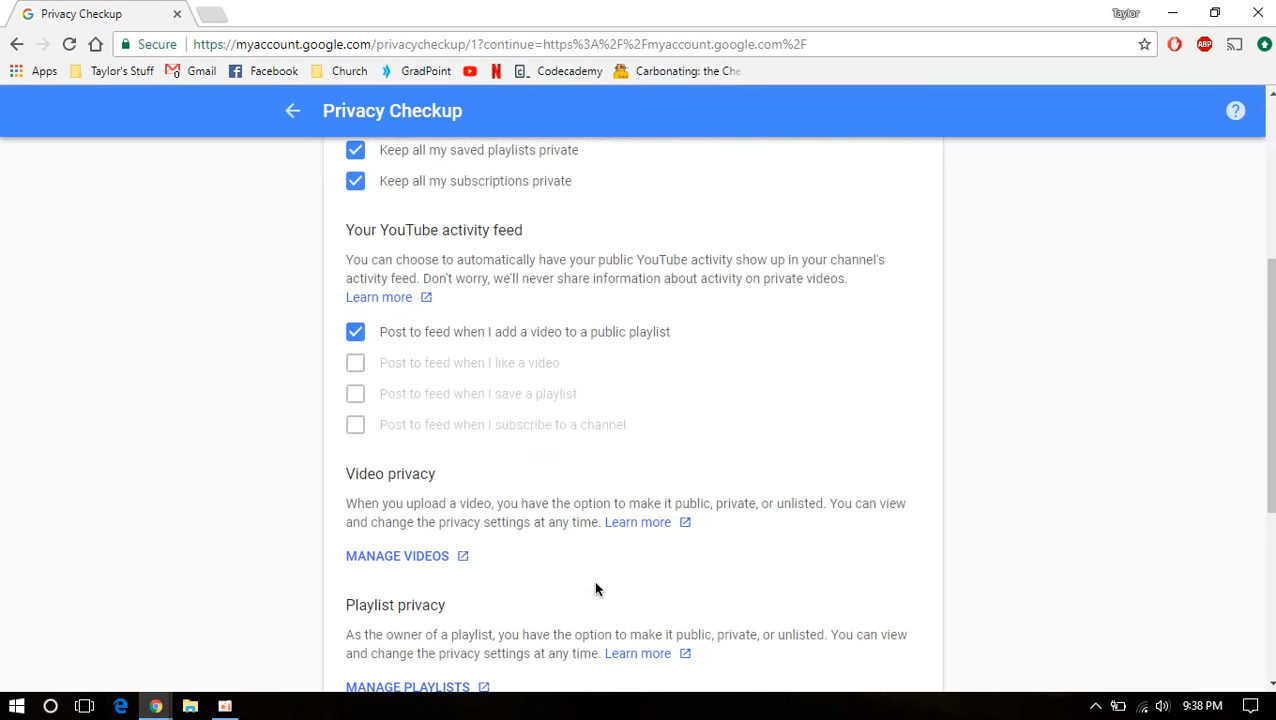 Privacy Checkup
Taylor
Secure
https://myaccount.google.com/privacycheckup/1?continue=https%3A%2F%2Fmyaccount.google.com%2F
ABP
Apps
Taylor's Stuff
Gmail
Facebook
Church
GradPoint
Codecademy
Carbonating: the Che
Privacy Checkup
Keep all my saved playlists private
Keep all my subscriptions private
Your YouTube activity feed
You can choose to automatically have your public YouTube activity show up in your channel's
activity feed. Don't worry, we'll never share information about activity on private videos.
Learn more
Post to feed when I add a video to a public playlist
Post to feed when I like a video
Post to feed when I save a playlist
Post to feed when I subscribe to a channel
Video privacy
When you upload a video, you have the option to make it public, private, or unlisted. You can view
and change the privacy settings at any time. Learn more
MANAGE VIDEOS
Playlist privacy
As the owner of a playlist, you have the option to make it public, private, or unlisted. You can view
and change the privacy settings at any time. Learn more
MANAGE PLAYLISTS
9:38 PM